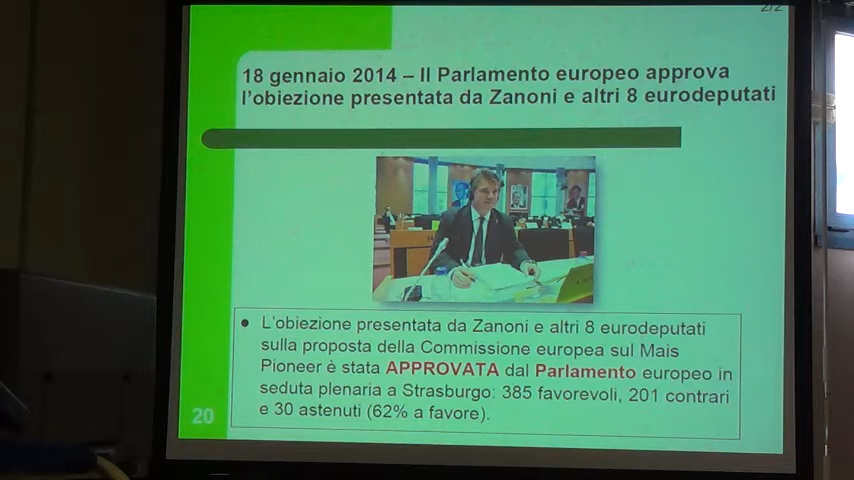 2/2
18 gennaio 2014 – Il Parlamento europeo approva
l'obiezione presentata da Zanoni e altri 8 eurodeputati
● L'obiezione presentata da Zanoni e altri 8 eurodeputati
sulla proposta della Commissione europea sul Mais
Pioneer è stata APPROVATA dal Parlamento europeo in
seduta plenaria a Strasburgo: 385 favorevoli, 201 contrari
e 30 astenuti (62% a favore).
20